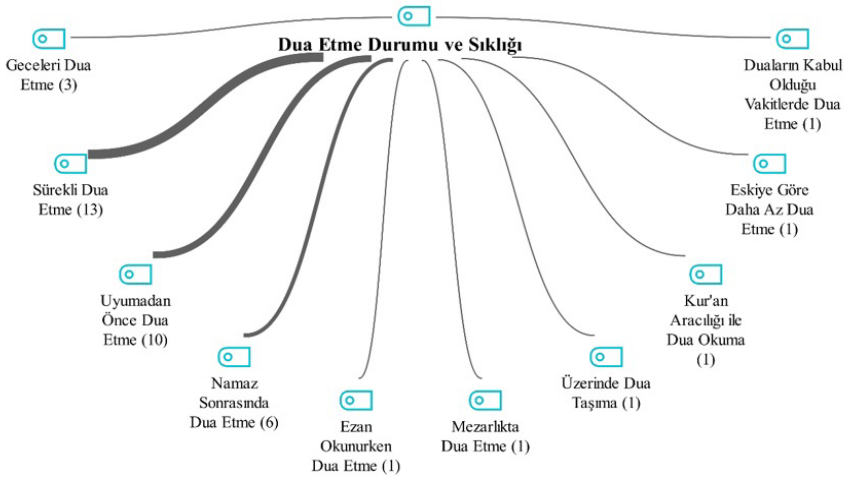 Dua Etme Durumu ve Sıklığı
Geceleri Dua
Etme (3)
Sürekli Dua
Etme (13)
Uyumadan
Önce Dua
Etme (10)
Namaz
Sonrasında
Dua Etme (6)
Ezan
Okunurken
Dua Etme (1)
Mezarlıkta
Dua Etme (1)
Üzerinde Dua
Taşıma (1)
Kur'an
Aracılığı ile
Dua Okuma
(1)
Eskiye Göre
Daha Az Dua
Etme (1)
Duaların Kabul
Olduğu
Vakitlerde Dua
Etme (1)